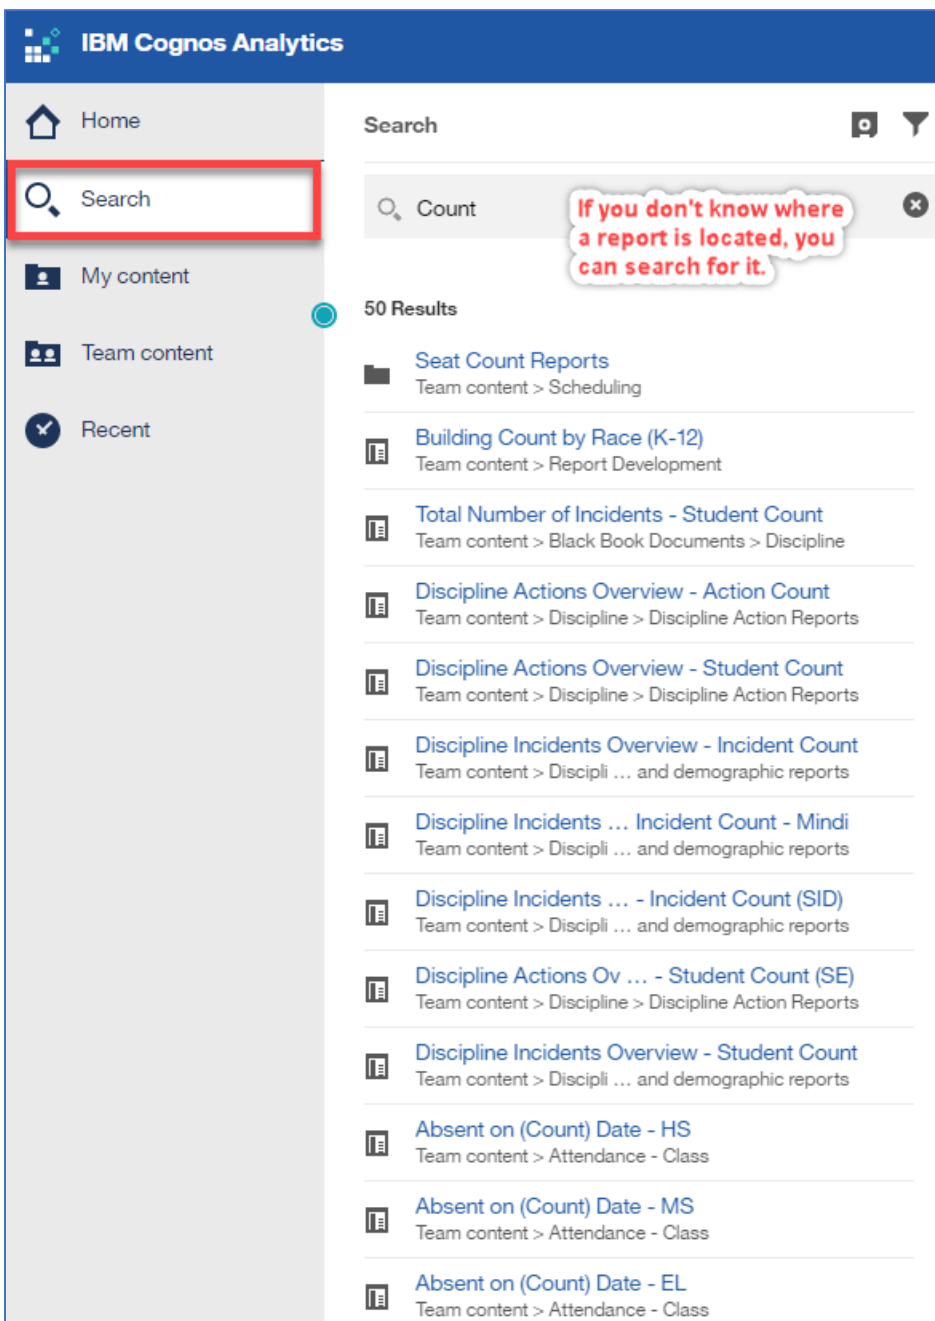 IBM Cognos Analytics
Home
Search
My content
Team content
Recent
Search
Count
If you don't know where
a report is located, you
can search for it.
50 Results
Seat Count Reports
Team content > Scheduling
Building Count by Race (K-12)
Team content > Report Development
Total Number of Incidents - Student Count
Team content > Black Book Documents > Discipline
Discipline Actions Overview - Action Count
Team content > Discipline > Discipline Action Reports
Discipline Actions Overview - Student Count
Team content > Discipline > Discipline Action Reports
Discipline Incidents Overview - Incident Count
Team content > Discipli … and demographic reports
Discipline Incidents … Incident Count - Mindi
Team content > Discipli … and demographic reports
Discipline Incidents … - Incident Count (SID)
Team content > Discipli … and demographic reports
Discipline Actions Ov … - Student Count (SE)
Team content > Discipline > Discipline Action Reports
Discipline Incidents Overview - Student Count
Team content > Discipli … and demographic reports
Absent on (Count) Date - HS
Team content > Attendance - Class
Absent on (Count) Date - MS
Team content > Attendance - Class
Absent on (Count) Date - EL
Team content > Attendance - Class